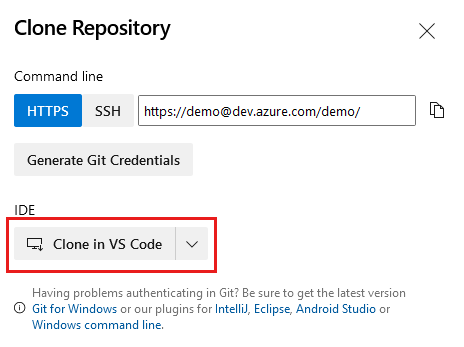 Clone Repository
Command line
HTTPS SSH https://demo@dev.azure.com/demo/
Generate Git Credentials
IDE
Clone in VS Code
Having problems authenticating in Git? Be sure to get the latest version
Git for Windows or our plugins for IntelliJ, Eclipse, Android Studio or
Windows command line.